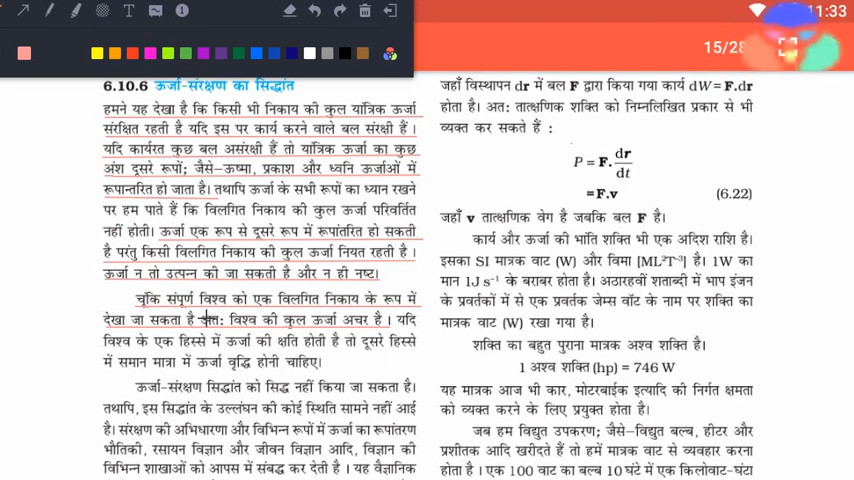 11:33
15/28
6.10.6 ऊर्जा-संरक्षण का सिद्धांत
हमने यह देखा है कि किसी भी निकाय की कुल यांत्रिक ऊर्जा
संरक्षित रहती है यदि इस पर कार्य करने वाले बल संरक्षी हैं ।
यदि कार्यरत कुछ बल असंरक्षी हैं तो यांत्रिक ऊर्जा का कुछ
अंश दूसरे रूपों; जैसे–ऊष्मा, प्रकाश और ध्वनि ऊर्जाओं में
रूपान्तरित हो जाता है। तथापि ऊर्जा के सभी रूपों का ध्यान रखने
पर हम पाते हैं कि विलगित निकाय की कुल ऊर्जा परिवर्तित
नहीं होती। ऊर्जा एक रूप से दूसरे रूप में रूपांतरित हो सकती
है परंतु किसी विलगित निकाय की कुल ऊर्जा नियत रहती है ।
ऊर्जा न तो उत्पन्न की जा सकती है और न ही नष्ट।
चूंकि संपूर्ण विश्व को एक विलगित निकाय के रूप में
देखा जा सकता है अत: विश्व की कुल ऊर्जा अचर है । यदि
विश्व के एक हिस्से में ऊर्जा की क्षति होती है तो दूसरे हिस्से
में समान मात्रा में ऊर्जा वृद्धि होनी चाहिए।
ऊर्जा-संरक्षण सिद्धांत को सिद्ध नहीं किया जा सकता है।
तथापि, इस सिद्धांत के उल्लंघन की कोई स्थिति सामने नहीं आई
है। संरक्षण की अभिधारणा और विभिन्न रूपों में ऊर्जा का रूपांतरण
भौतिकी, रसायन विज्ञान और जीवन विज्ञान आदि, विज्ञान की
विभिन्न शाखाओं को आपस में संबद्ध कर देती है । यह वैज्ञानिक
जहाँ विस्थापन dr में बल F द्वारा किया गया कार्य dW = F.dr
होता है। अत: तात्क्षणिक शक्ति को निम्नलिखित प्रकार से भी
व्यक्त कर सकते हैं :
P = F. dr/dt
= F.v (6.22)
जहाँ v तात्क्षणिक वेग है जबकि बल F है।
कार्य और ऊर्जा की भांति शक्ति भी एक अदिश राशि है।
इसका SI मात्रक वाट (W) और विमा [ML²T⁻³] है। 1W का
मान 1J s⁻¹ के बराबर होता है। अठारहवीं शताब्दी में भाप इंजन
के प्रवर्तकों में से एक प्रवर्तक जेम्स वॉट के नाम पर शक्ति का
मात्रक वाट (W) रखा गया है।
शक्ति का बहुत पुराना मात्रक अश्व शक्ति है।
1 अश्व शक्ति (hp) = 746 W
यह मात्रक आज भी कार, मोटरबाईक इत्यादि की निर्गत क्षमता
को व्यक्त करने के लिए प्रयुक्त होता है।
जब हम विद्युत उपकरण; जैसे–विद्युत बल्ब, हीटर और
प्रशीतक आदि खरीदते हैं तो हमें मात्रक वाट से व्यवहार करना
होता है। एक 100 वाट का बल्ब 10 घंटे में एक किलोवाट-घंटा